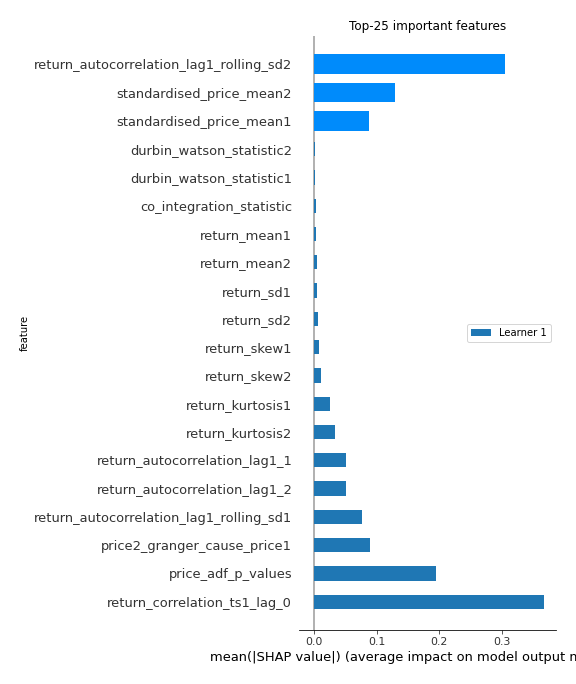 Top-25 important features
return_autocorrelation_lag1_rolling_sd2
standardised_price_mean2
standardised_price_mean1
durbin_watson_statistic2
durbin_watson_statistic1
co_integration_statistic
return_mean1
return_mean2
return_sd1
return_sd2
feature
Learner 1
return_skew1
return_skew2
return_kurtosis1
return_kurtosis2
return_autocorrelation_lag1_1
return_autocorrelation_lag1_2
return_autocorrelation_lag1_rolling_sd1
price2_granger_cause_price1
price_adf_p_values
return_correlation_ts1_lag_0
0.0 0.1 0.2 0.3
mean(|SHAP value|) (average impact on model output